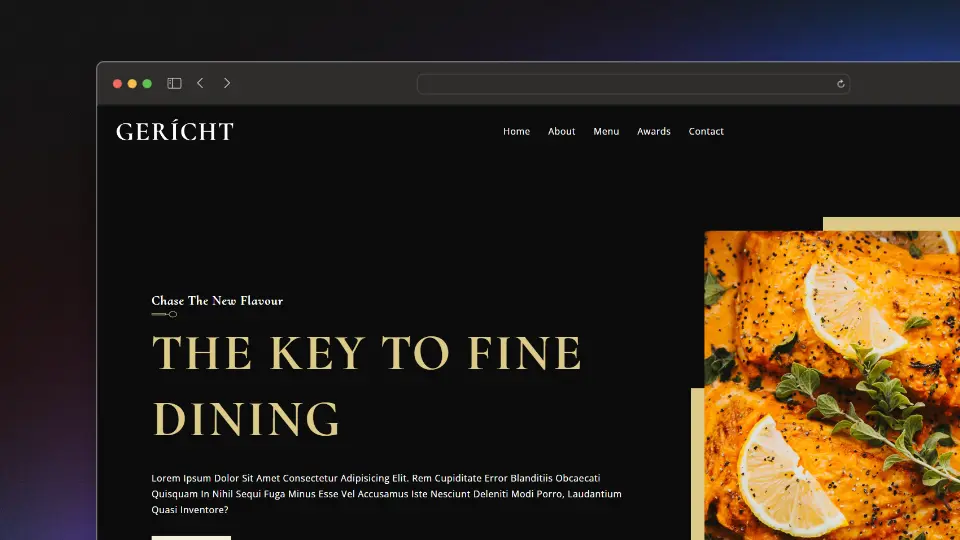 GERÍCHT
Home About Menu Awards Contact
Chase The New Flavour
THE KEY TO FINE
DINING
Lorem Ipsum Dolor Sit Amet Consectetur Adipisicing Elit. Rem Cupiditate Error Blanditiis Obcaecati
Quisquam In Nihil Sequi Fuga Minus Esse Vel Accusamus Iste Nesciunt Deleniti Modi Porro, Laudantium
Quasi Inventore?